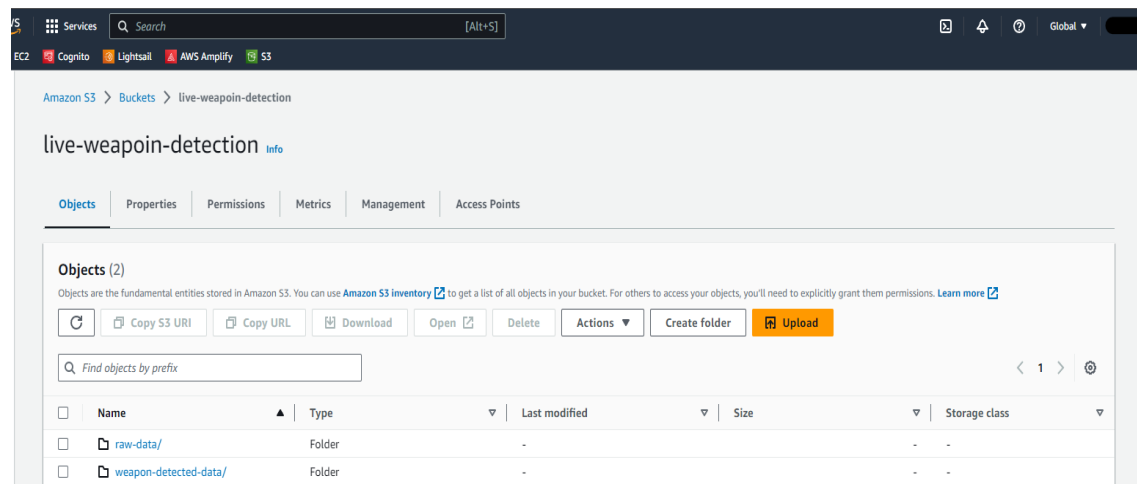 Services Search [Alt+S] Global
EC2 Cognito Lightsail AWS Amplify S3
Amazon S3 > Buckets > live-weapoin-detection
live-weapoin-detection Info
Objects Properties Permissions Metrics Management Access Points
Objects (2)
Objects are the fundamental entities stored in Amazon S3. You can use Amazon S3 inventory to get a list of all objects in your bucket. For others to access your objects, you'll need to explicitly grant them permissions. Learn more
Copy S3 URI Copy URL Download Open Delete Actions Create folder Upload
Find objects by prefix 1
Name Type Last modified Size Storage class
raw-data/ Folder - - -
weapon-detected-data/ Folder - - -